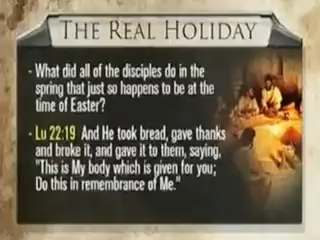 THE REAL HOLIDAY
- What did all of the disciples do in the
spring that just so happens to be at the
time of Easter?
- Lu 22:19 And He took bread, gave thanks
and broke it, and gave it to them, saying,
"This is My body which is given for you;
Do this in remembrance of Me."